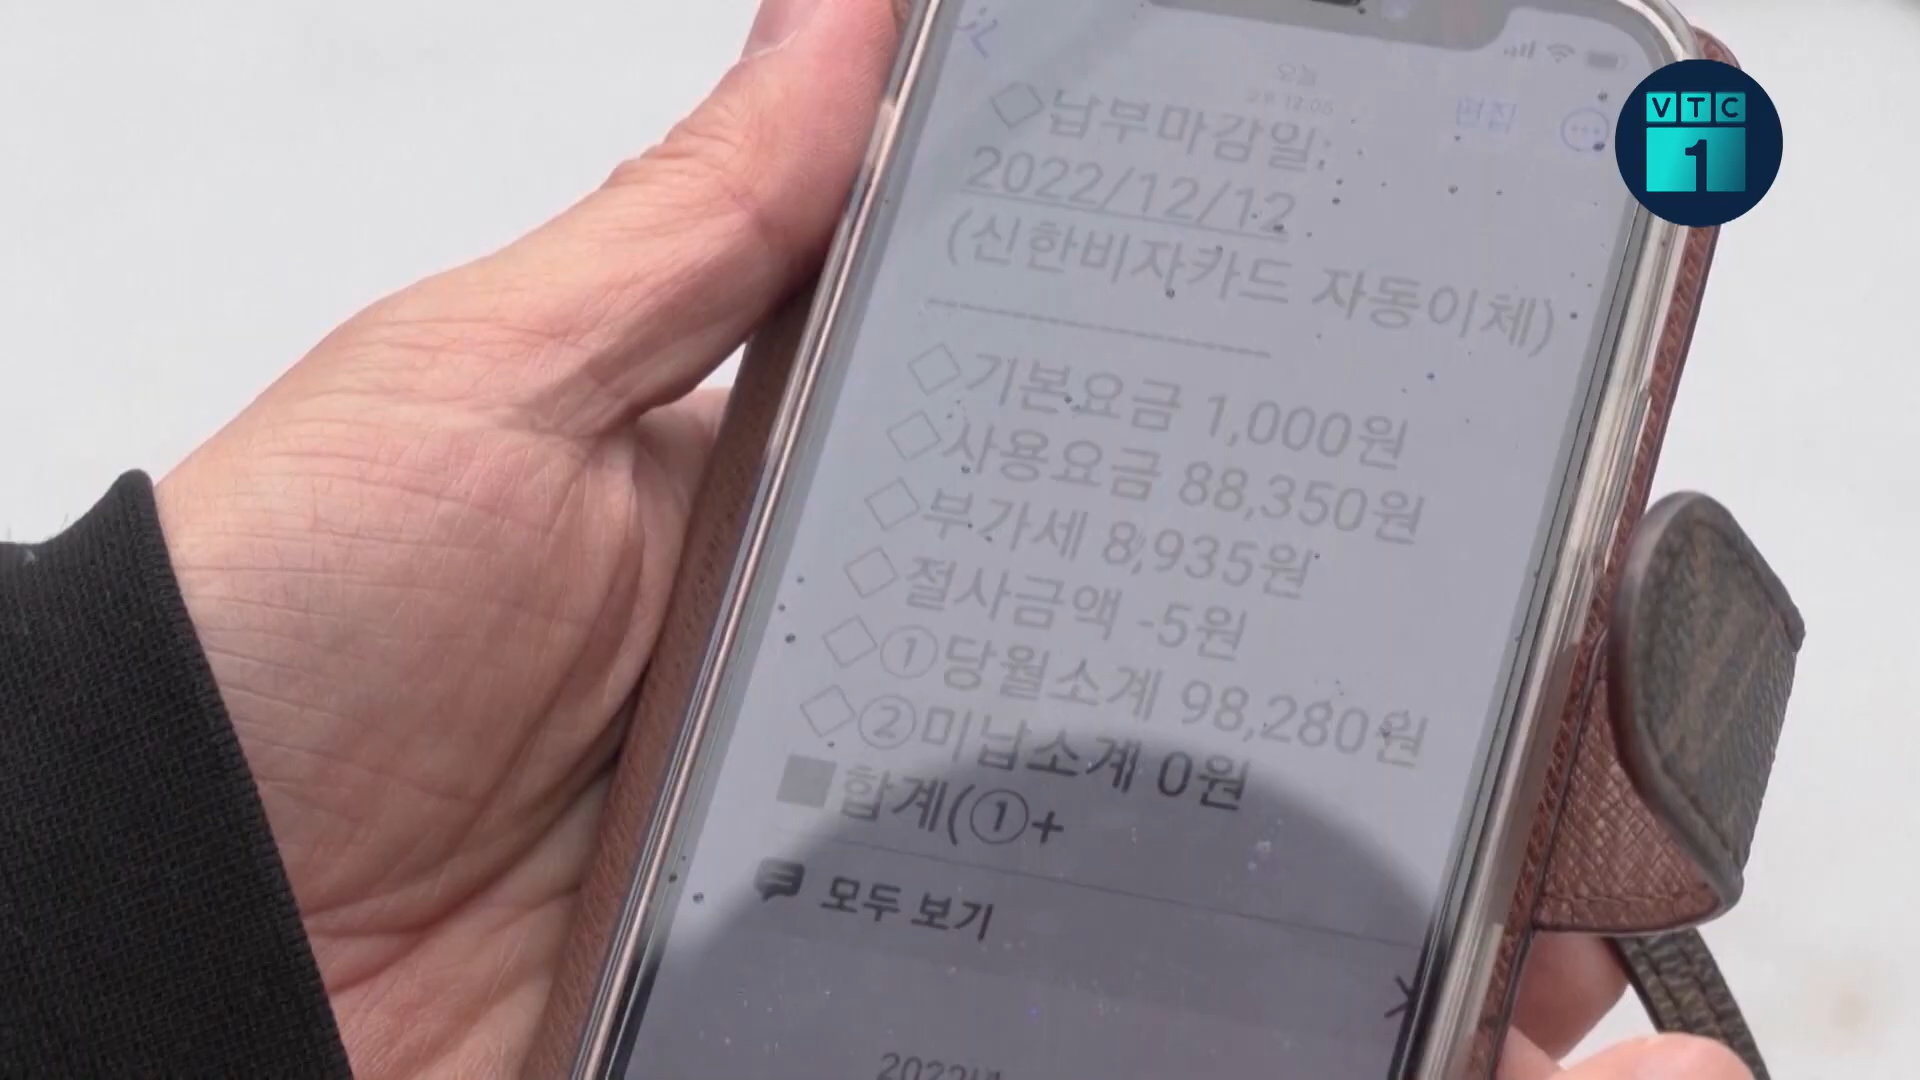 오늘
편집
VTC
1
◇납부마감일:
2022/12/12
(신한비자카드 자동이체)
--------------------
◇기본요금 1,000원
◇사용요금 88,350원
◇부가세 8,935원
◇절사금액 -5원
◇①당월소계 98,280원
◇②미납소계 0원
■합계(①+
모두 보기